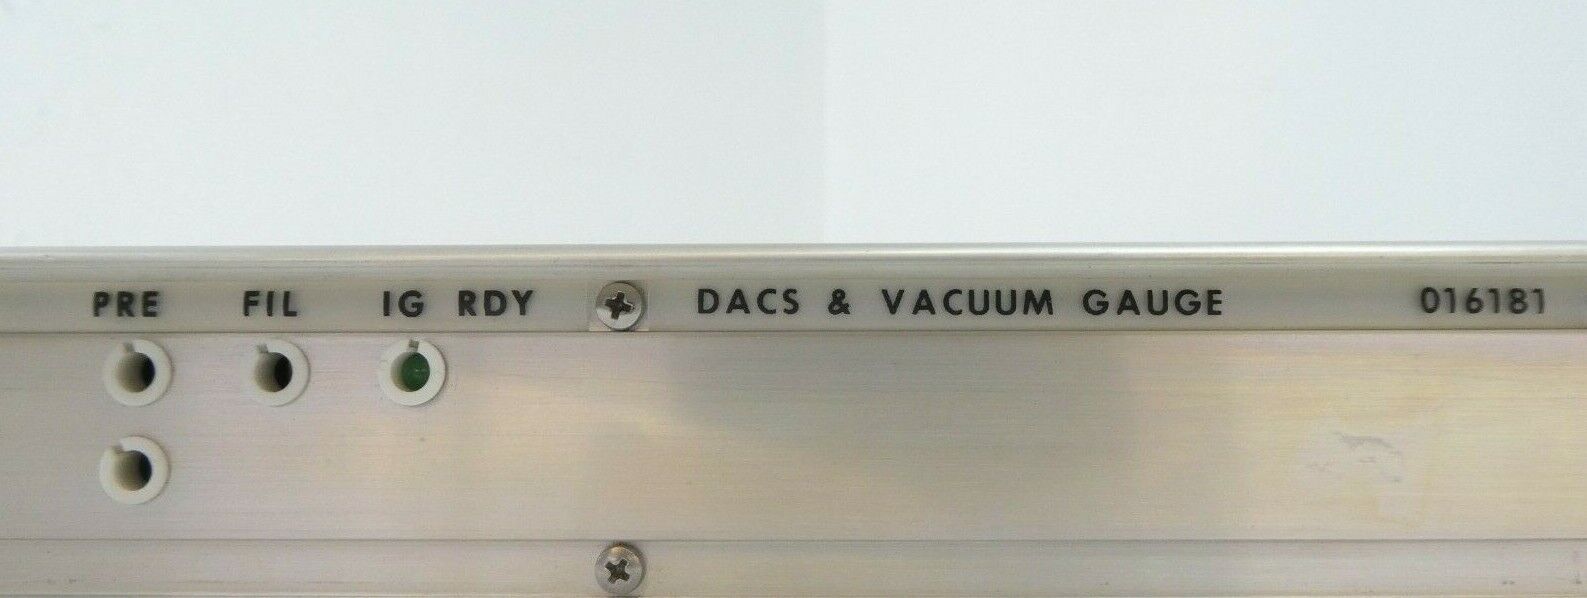 PRE FIL IG RDY DACS & VACUUM GAUGE 016181